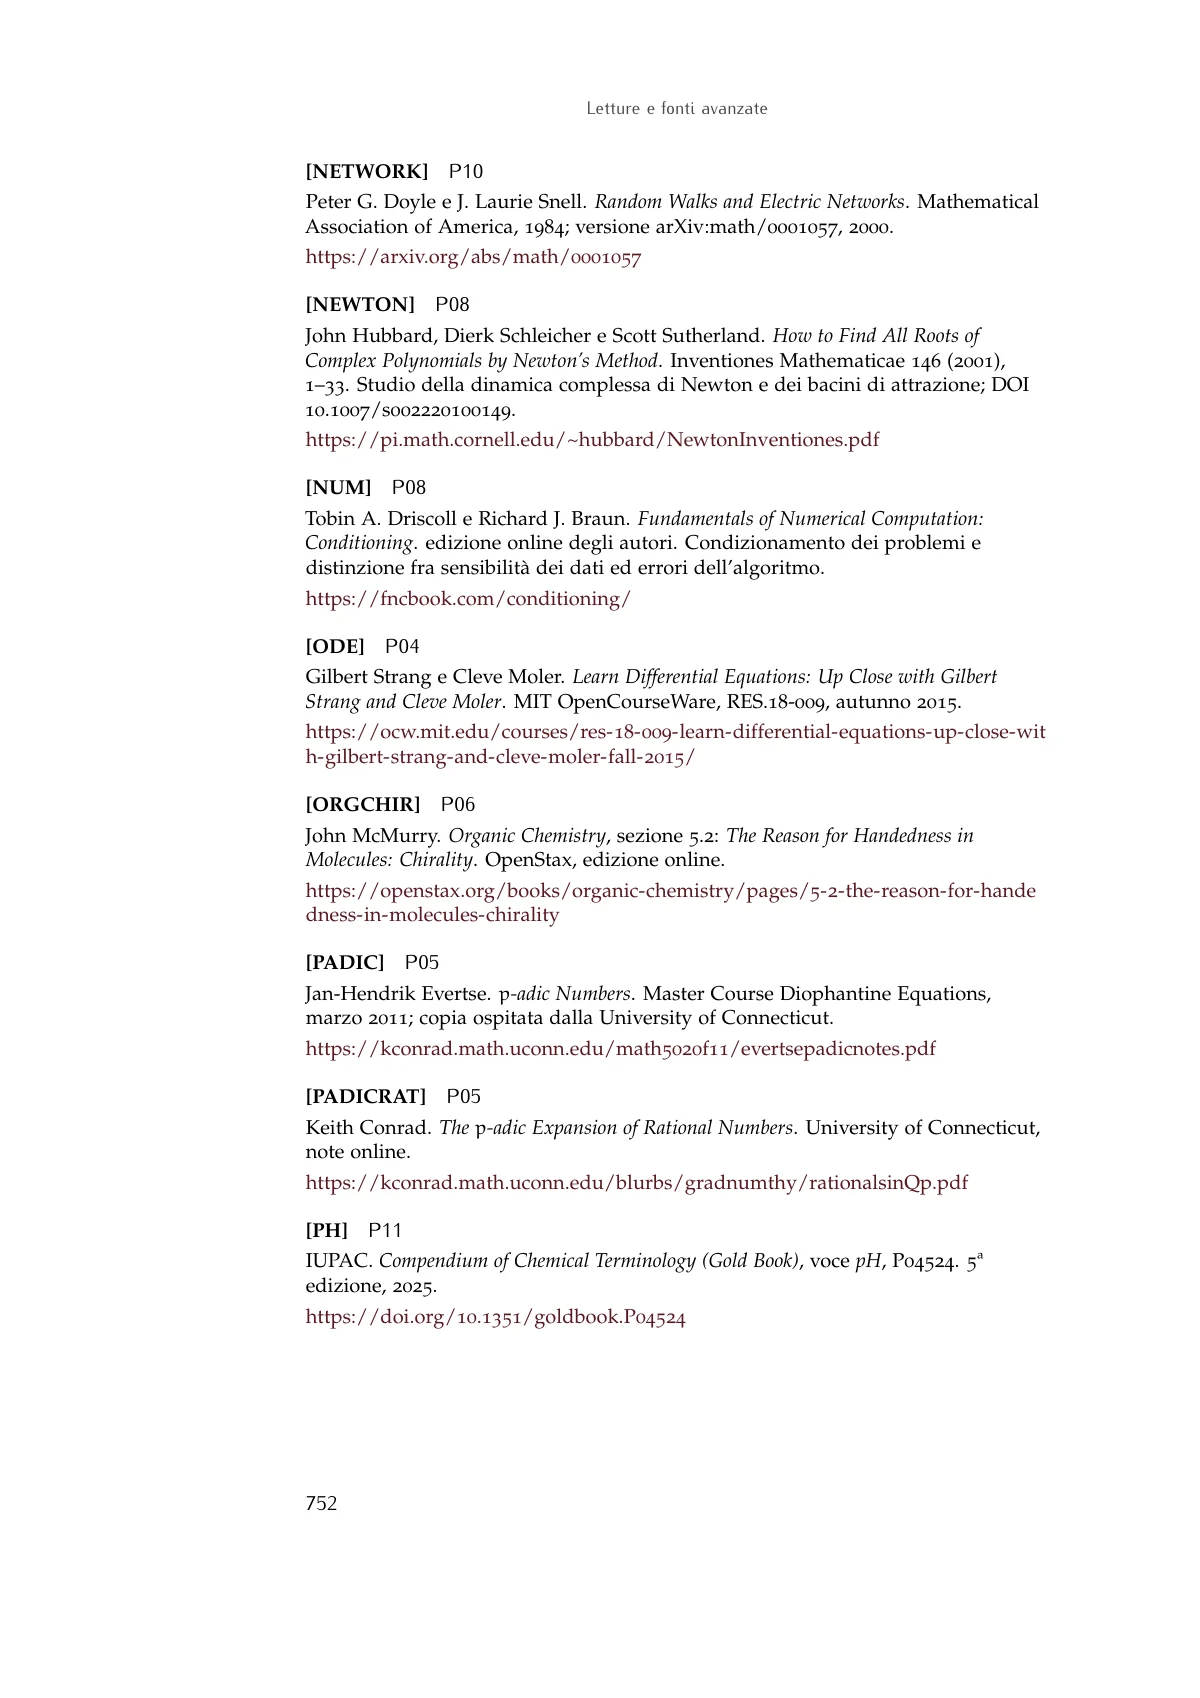 Letture e fonti avanzate
[NETWORK] P10
Peter G. Doyle e J. Laurie Snell. Random Walks and Electric Networks. Mathematical
Association of America, 1984; versione arXiv:math/0001057, 2000.
https://arxiv.org/abs/math/0001057
[NEWTON] P08
John Hubbard, Dierk Schleicher e Scott Sutherland. How to Find All Roots of
Complex Polynomials by Newton's Method. Inventiones Mathematicae 146 (2001),
1–33. Studio della dinamica complessa di Newton e dei bacini di attrazione; DOI
10.1007/s002220100149.
https://pi.math.cornell.edu/~hubbard/NewtonInventiones.pdf
[NUM] P08
Tobin A. Driscoll e Richard J. Braun. Fundamentals of Numerical Computation:
Conditioning. edizione online degli autori. Condizionamento dei problemi e
distinzione fra sensibilità dei dati ed errori dell'algoritmo.
https://fncbook.com/conditioning/
[ODE] P04
Gilbert Strang e Cleve Moler. Learn Differential Equations: Up Close with Gilbert
Strang and Cleve Moler. MIT OpenCourseWare, RES.18-009, autunno 2015.
https://ocw.mit.edu/courses/res-18-009-learn-differential-equations-up-close-wit
h-gilbert-strang-and-cleve-moler-fall-2015/
[ORGCHIR] P06
John McMurry. Organic Chemistry, sezione 5.2: The Reason for Handedness in
Molecules: Chirality. OpenStax, edizione online.
https://openstax.org/books/organic-chemistry/pages/5-2-the-reason-for-hande
dness-in-molecules-chirality
[PADIC] P05
Jan-Hendrik Evertse. p-adic Numbers. Master Course Diophantine Equations,
marzo 2011; copia ospitata dalla University of Connecticut.
https://kconrad.math.uconn.edu/math5020f11/evertsepadicnotes.pdf
[PADICRAT] P05
Keith Conrad. The p-adic Expansion of Rational Numbers. University of Connecticut,
note online.
https://kconrad.math.uconn.edu/blurbs/gradnumthy/rationalsinQp.pdf
[PH] P11
IUPAC. Compendium of Chemical Terminology (Gold Book), voce pH, P04524. 5ª
edizione, 2025.
https://doi.org/10.1351/goldbook.P04524
752